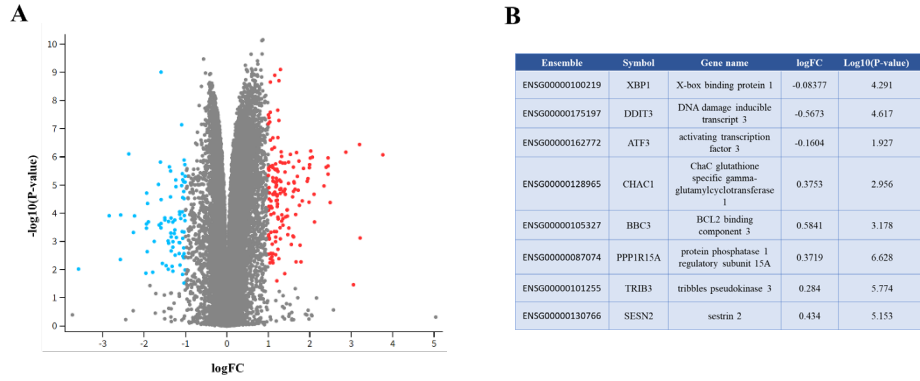 A
B
-log10(P-value)
10
9
8
7
6
5
4
3
2
1
0
-3
-2
-1
0
1
2
3
4
5
logFC
Ensemble Symbol Gene name logFC Log10(P-value)
ENSG00000100219 XBP1 X-box binding protein 1 -0.08377 4.291
ENSG00000175197 DDIT3 DNA damage inducible transcript 3 -0.5673 4.617
ENSG00000162772 ATF3 activating transcription factor 3 -0.1604 1.927
ENSG00000128965 CHAC1 ChaC glutathione specific gamma-glutamylcyclotransferase 1 0.3753 2.956
ENSG00000105327 BBC3 BCL2 binding component 3 0.5841 3.178
ENSG00000087074 PPP1R15A protein phosphatase 1 regulatory subunit 15A 0.3719 6.628
ENSG00000101255 TRIB3 tribbles pseudokinase 3 0.284 5.774
ENSG00000130766 SESN2 sestrin 2 0.434 5.153